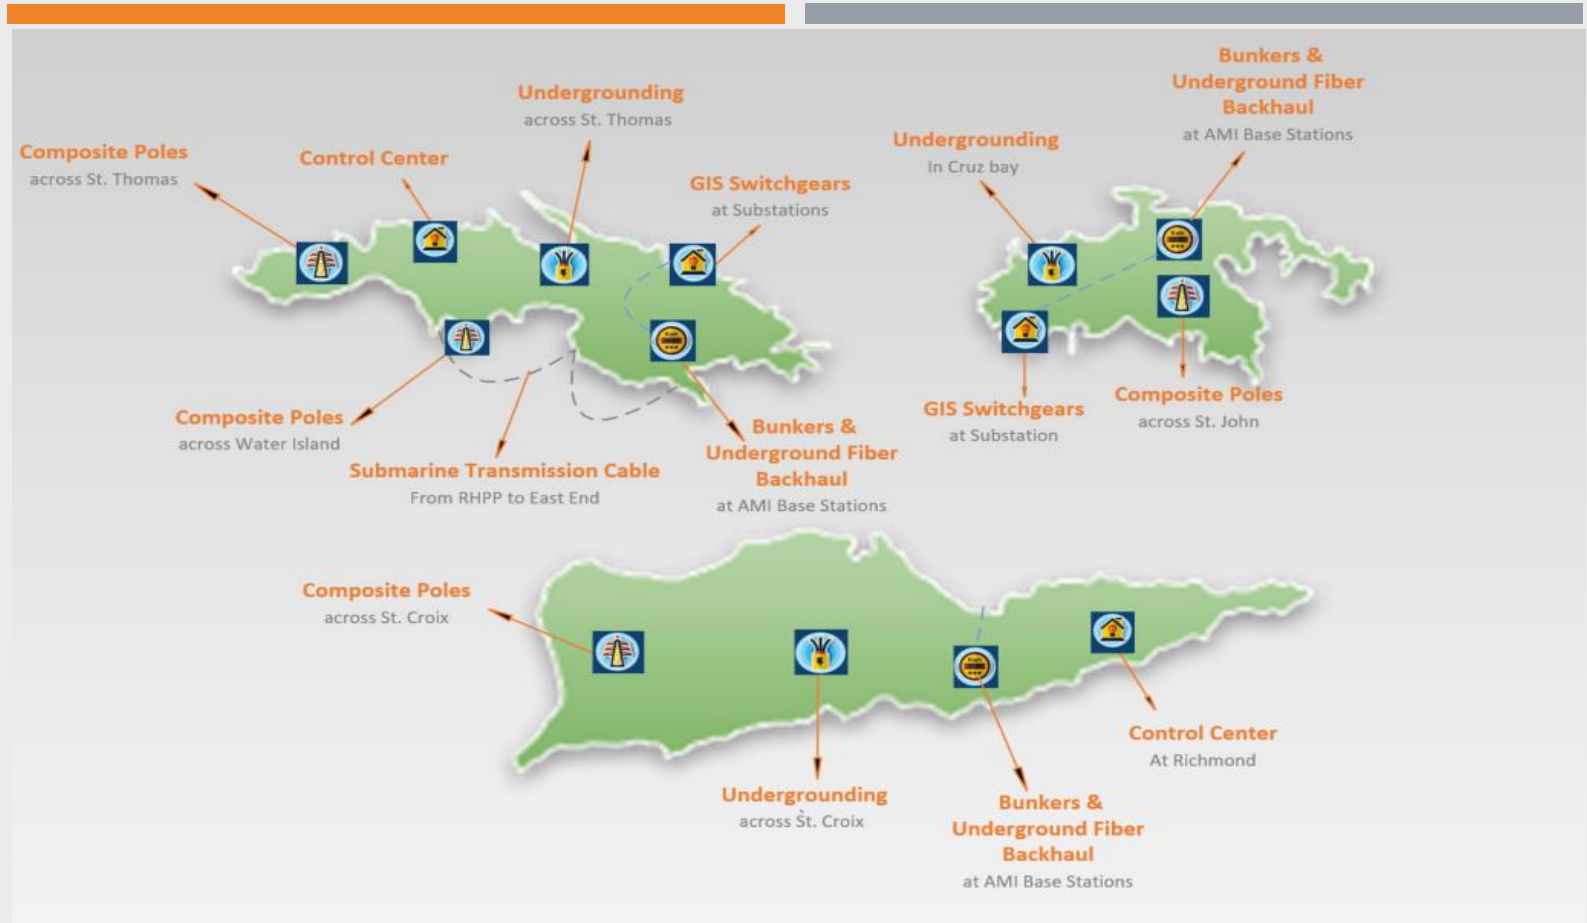 Composite Poles
across St. Thomas
Control Center
Undergrounding
across St. Thomas
GIS Switchgears
at Substations
Composite Poles
across Water Island
Submarine Transmission Cable
From RHPP to East End
Bunkers &
Underground Fiber
Backhaul
at AMI Base Stations
Undergrounding
In Cruz bay
Bunkers &
Underground Fiber
Backhaul
at AMI Base Stations
GIS Switchgears
at Substation
Composite Poles
across St. John
Composite Poles
across St. Croix
Undergrounding
across St. Croix
Bunkers &
Underground Fiber
Backhaul
at AMI Base Stations
Control Center
At Richmond